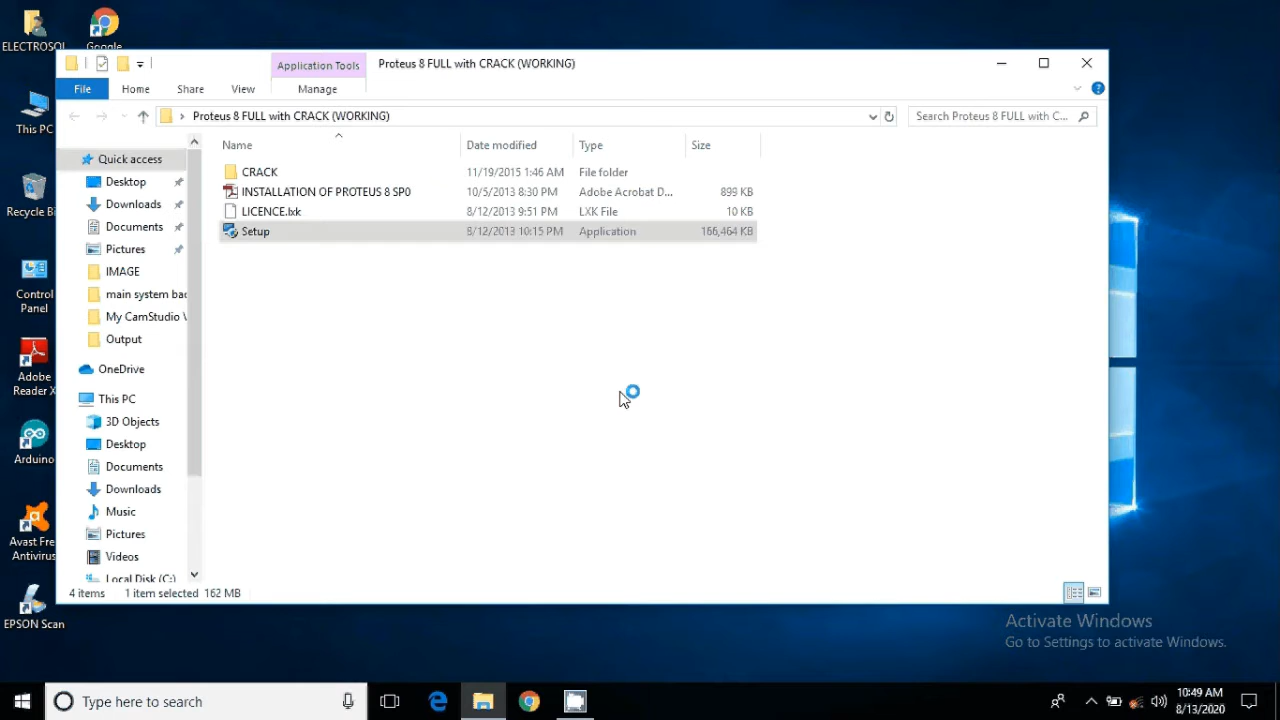 ELECTROSOL
Google
This PC
Recycle Bi
Control
Panel
Adobe
Reader X
Arduino
Avast Fre
Antivirus
EPSON Scan
Application Tools
Proteus 8 FULL with CRACK (WORKING)
File
Home
Share
View
Manage
Proteus 8 FULL with CRACK (WORKING)
Search Proteus 8 FULL with C...
Name
Date modified
Type
Size
CRACK 11/19/2015 1:46 AM File folder
INSTALLATION OF PROTEUS 8 SP0 10/5/2013 8:30 PM Adobe Acrobat D... 899 KB
LICENCE.lxk 8/12/2013 9:51 PM LXK File 10 KB
Setup 8/12/2013 10:15 PM Application 166,464 KB
Quick access
Desktop
Downloads
Documents
Pictures
IMAGE
main system bac
My CamStudio V
Output
OneDrive
This PC
3D Objects
Desktop
Documents
Downloads
Music
Pictures
Videos
Local Disk (C:)
4 items 1 item selected 162 MB
Activate Windows
Go to Settings to activate Windows.
Type here to search
10:49 AM
8/13/2020